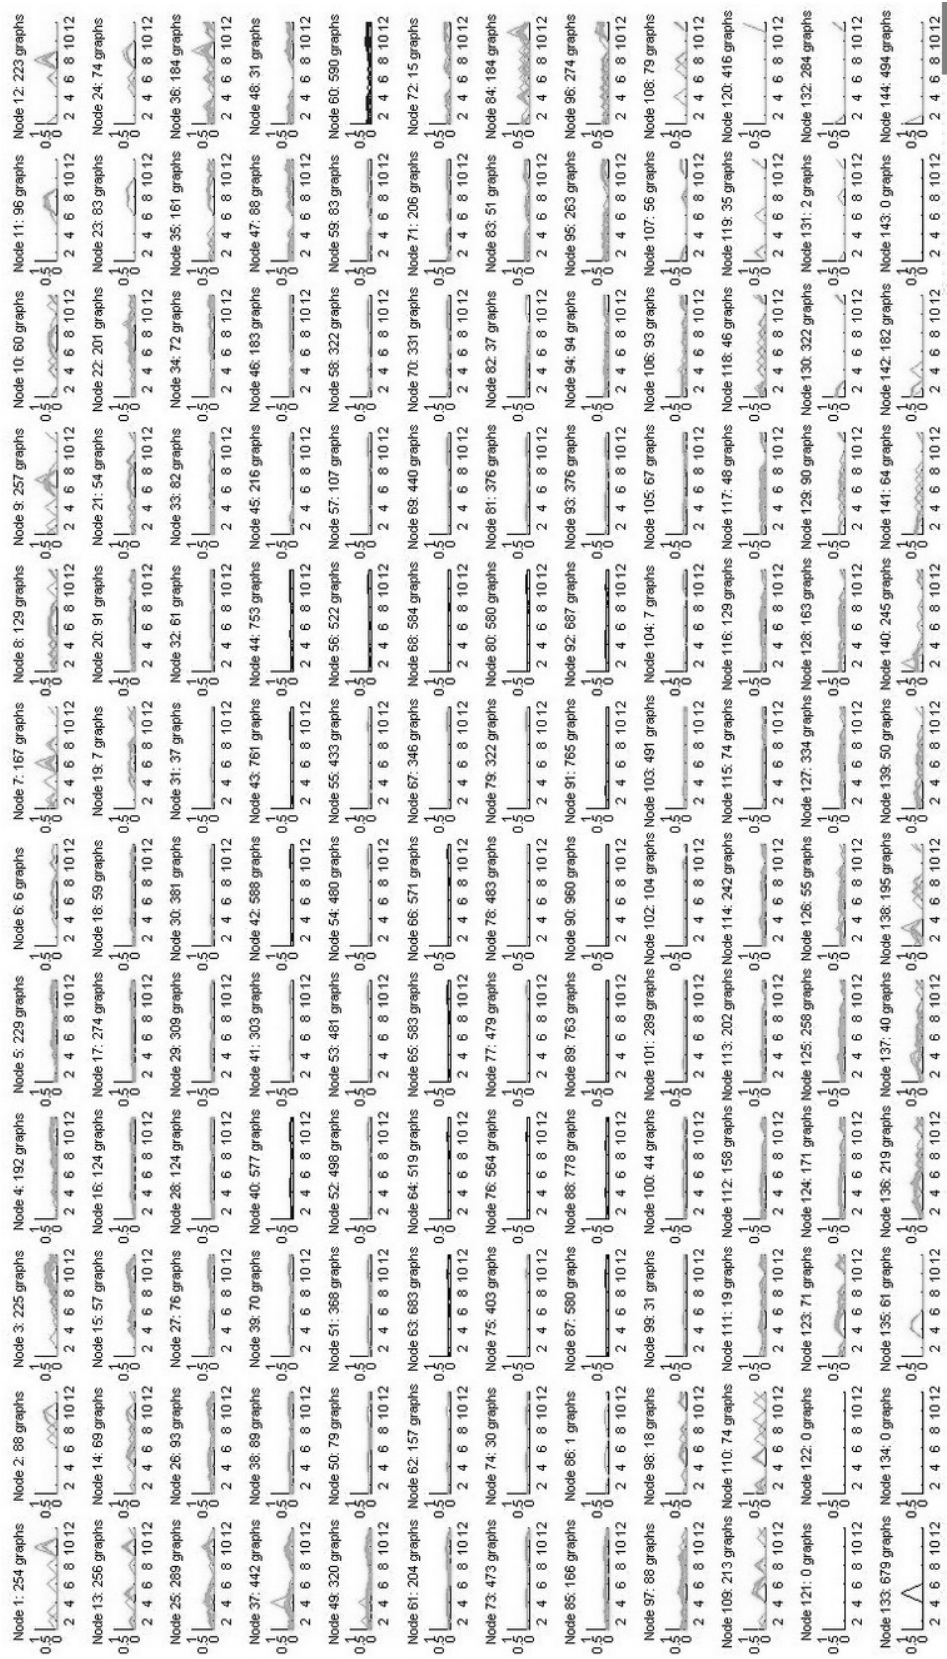 Node 1: 254 graphs Node 2: 88 graphs Node 3: 225 graphs Node 4: 192 graphs Node 5: 229 graphs Node 6: 6 graphs Node 7: 167 graphs Node 8: 129 graphs Node 9: 257 graphs Node 10: 60 graphs Node 11: 96 graphs Node 12: 223 graphs
Node 13: 256 graphs Node 14: 69 graphs Node 15: 57 graphs Node 16: 124 graphs Node 17: 274 graphs Node 18: 59 graphs Node 19: 7 graphs Node 20: 91 graphs Node 21: 54 graphs Node 22: 201 graphs Node 23: 83 graphs Node 24: 74 graphs
Node 25: 289 graphs Node 26: 93 graphs Node 27: 76 graphs Node 28: 124 graphs Node 29: 309 graphs Node 30: 381 graphs Node 31: 37 graphs Node 32: 61 graphs Node 33: 82 graphs Node 34: 72 graphs Node 35: 161 graphs Node 36: 184 graphs
Node 37: 442 graphs Node 38: 89 graphs Node 39: 70 graphs Node 40: 577 graphs Node 41: 303 graphs Node 42: 588 graphs Node 43: 761 graphs Node 44: 753 graphs Node 45: 216 graphs Node 46: 183 graphs Node 47: 88 graphs Node 48: 31 graphs
Node 49: 320 graphs Node 50: 79 graphs Node 51: 368 graphs Node 52: 498 graphs Node 53: 481 graphs Node 54: 480 graphs Node 55: 433 graphs Node 56: 522 graphs Node 57: 107 graphs Node 58: 322 graphs Node 59: 83 graphs Node 60: 590 graphs
Node 61: 204 graphs Node 62: 157 graphs Node 63: 683 graphs Node 64: 519 graphs Node 65: 583 graphs Node 66: 571 graphs Node 67: 346 graphs Node 68: 584 graphs Node 69: 440 graphs Node 70: 331 graphs Node 71: 206 graphs Node 72: 15 graphs
Node 73: 473 graphs Node 74: 30 graphs Node 75: 403 graphs Node 76: 564 graphs Node 77: 479 graphs Node 78: 483 graphs Node 79: 322 graphs Node 80: 580 graphs Node 81: 376 graphs Node 82: 37 graphs Node 83: 51 graphs Node 84: 184 graphs
Node 85: 166 graphs Node 86: 1 graphs Node 87: 580 graphs Node 88: 778 graphs Node 89: 763 graphs Node 90: 960 graphs Node 91: 765 graphs Node 92: 687 graphs Node 93: 376 graphs Node 94: 94 graphs Node 95: 263 graphs Node 96: 274 graphs
Node 97: 88 graphs Node 98: 18 graphs Node 99: 31 graphs Node 100: 44 graphs Node 101: 289 graphs Node 102: 104 graphs Node 103: 491 graphs Node 104: 7 graphs Node 105: 67 graphs Node 106: 93 graphs Node 107: 56 graphs Node 108: 79 graphs
Node 109: 213 graphs Node 110: 74 graphs Node 111: 19 graphs Node 112: 158 graphs Node 113: 202 graphs Node 114: 242 graphs Node 115: 74 graphs Node 116: 129 graphs Node 117: 48 graphs Node 118: 46 graphs Node 119: 35 graphs Node 120: 416 graphs
Node 121: 0 graphs Node 122: 0 graphs Node 123: 71 graphs Node 124: 171 graphs Node 125: 258 graphs Node 126: 55 graphs Node 127: 334 graphs Node 128: 163 graphs Node 129: 90 graphs Node 130: 322 graphs Node 131: 2 graphs Node 132: 284 graphs
Node 133: 679 graphs Node 134: 0 graphs Node 135: 61 graphs Node 136: 219 graphs Node 137: 40 graphs Node 138: 195 graphs Node 139: 50 graphs Node 140: 245 graphs Node 141: 64 graphs Node 142: 182 graphs Node 143: 0 graphs Node 144: 494 graphs